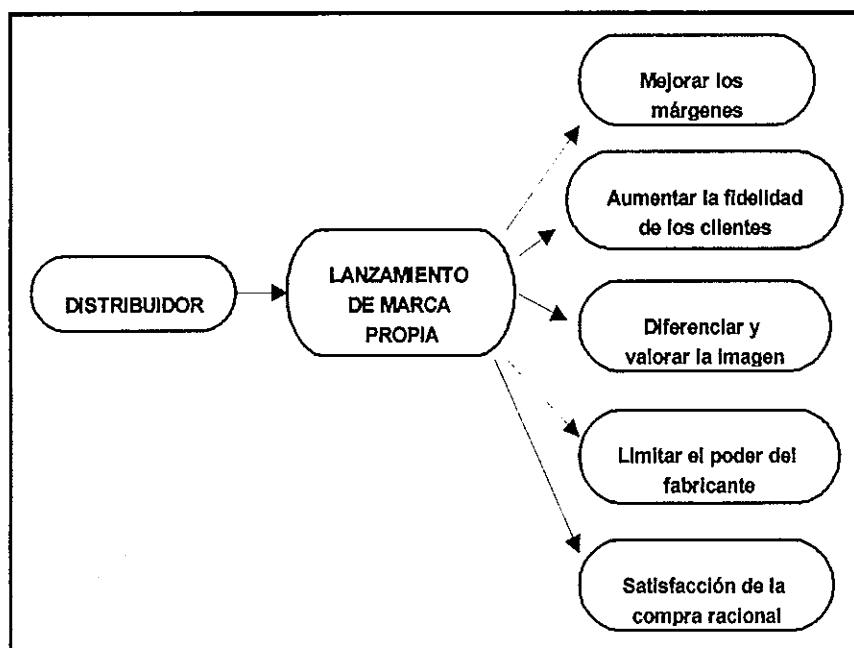 Mejorar los
márgenes
Aumentar la fidelidad
de los clientes
DISTRIBUIDOR
LANZAMIENTO
DE MARCA
PROPIA
Diferenciar y
valorar la imagen
Limitar el poder del
fabricante
Satisfacción de la
compra racional